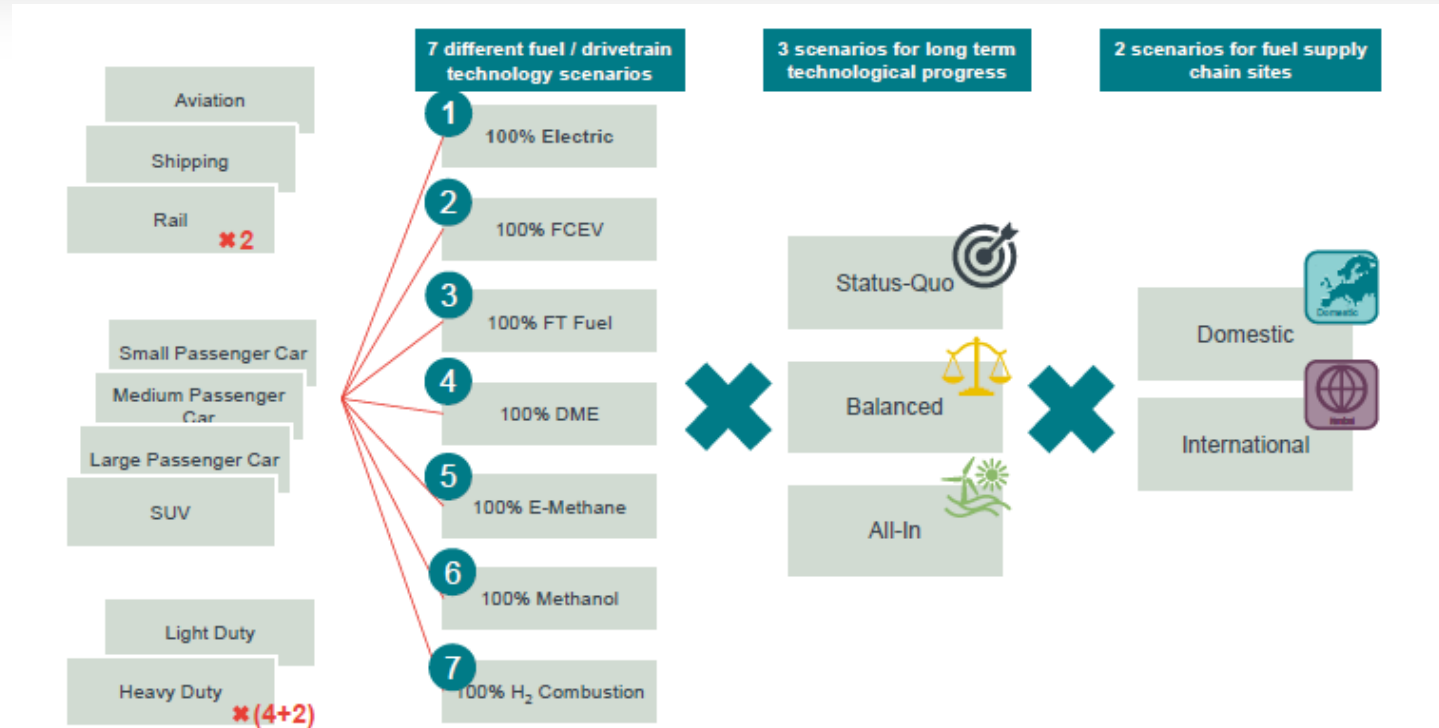 7 different fuel / drivetrain
technology scenarios
3 scenarios for long term
technological progress
2 scenarios for fuel supply
chain sites
Aviation
Shipping
Rail
✖2
Small Passenger Car
Medium Passenger
Car
Large Passenger Car
SUV
Light Duty
Heavy Duty
✖(4+2)
1
100% Electric
2
100% FCEV
3
100% FT Fuel
4
100% DME
5
100% E-Methane
6
100% Methanol
7
100% H₂ Combustion
Status-Quo
Balanced
All-In
Domestic
Domestic
International